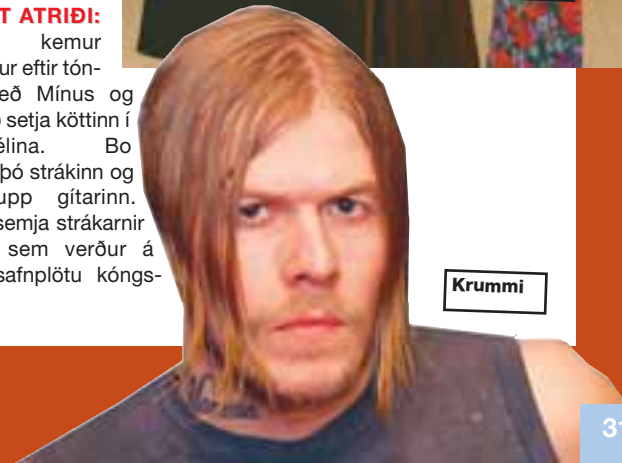 T ATRIÐI:
kemur
ur eftir tón-
eð Mínus og
setja köttinn í
élina. Bo
þó strákinn og
upp gítarinn.
semja strákarnir
sem verður á
safnplötu kóngs-
Krummi
31